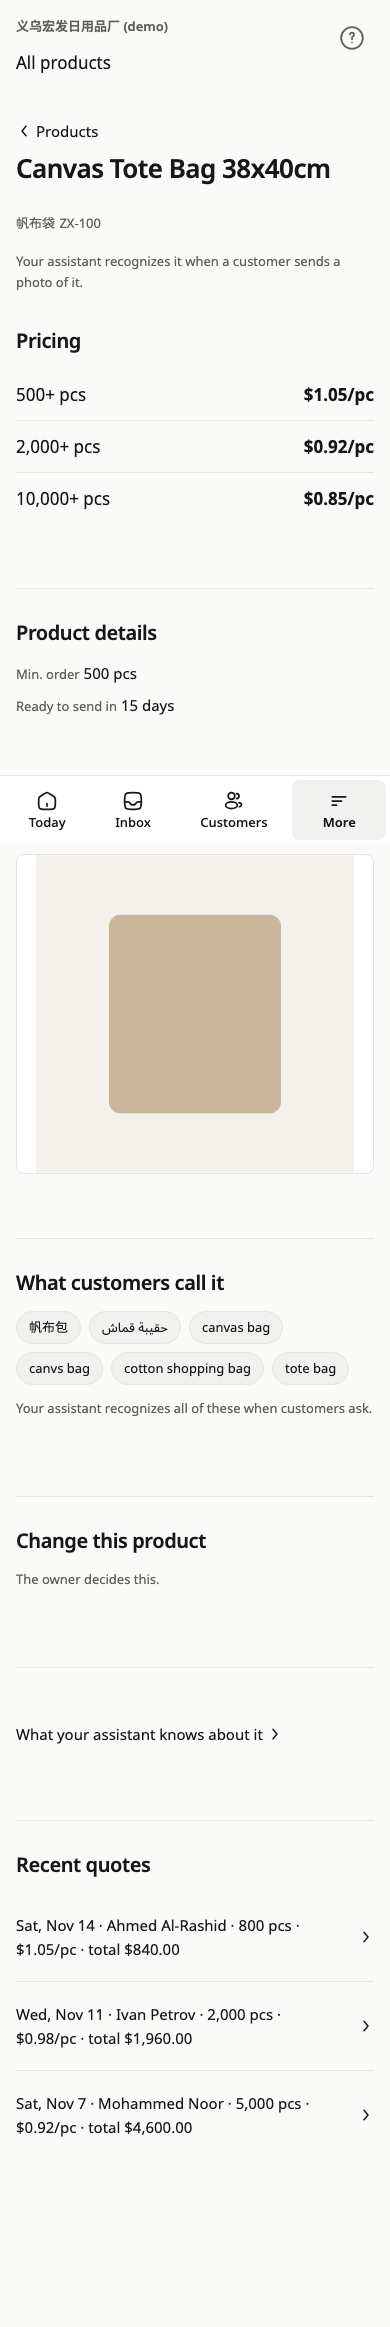 义乌宏发日用品厂 (demo)
All products
Products
Canvas Tote Bag 38x40cm
帆布袋 ZX-100
Your assistant recognizes it when a customer sends a
photo of it.
Pricing
500+ pcs $1.05/pc
2,000+ pcs $0.92/pc
10,000+ pcs $0.85/pc
Product details
Min. order 500 pcs
Ready to send in 15 days
Today Inbox Customers More
What customers call it
帆布包 حقيبة قماش canvas bag
canvs bag cotton shopping bag tote bag
Your assistant recognizes all of these when customers ask.
Change this product
The owner decides this.
What your assistant knows about it
Recent quotes
Sat, Nov 14 · Ahmed Al-Rashid · 800 pcs ·
$1.05/pc · total $840.00
Wed, Nov 11 · Ivan Petrov · 2,000 pcs ·
$0.98/pc · total $1,960.00
Sat, Nov 7 · Mohammed Noor · 5,000 pcs ·
$0.92/pc · total $4,600.00